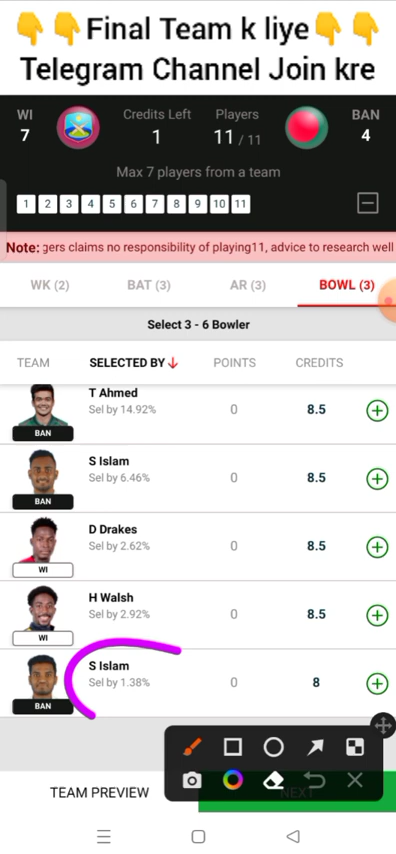 👇👇Final Team k liye👇👇
Telegram Channel Join kre
WI
7
Credits Left
1
Players
11 / 11
BAN
4
Max 7 players from a team
1 2 3 4 5 6 7 8 9 10 11
Note: gers claims no responsibility of playing11, advice to research well
WK (2) BAT (3) AR (3) BOWL (3)
Select 3 - 6 Bowler
TEAM SELECTED BY POINTS CREDITS
T Ahmed
Sel by 14.92%
0
8.5
BAN
S Islam
Sel by 6.46%
0
8.5
BAN
D Drakes
Sel by 2.62%
0
8.5
WI
H Walsh
Sel by 2.92%
0
8.5
WI
S Islam
Sel by 1.38%
0
8
BAN
TEAM PREVIEW
NEXT